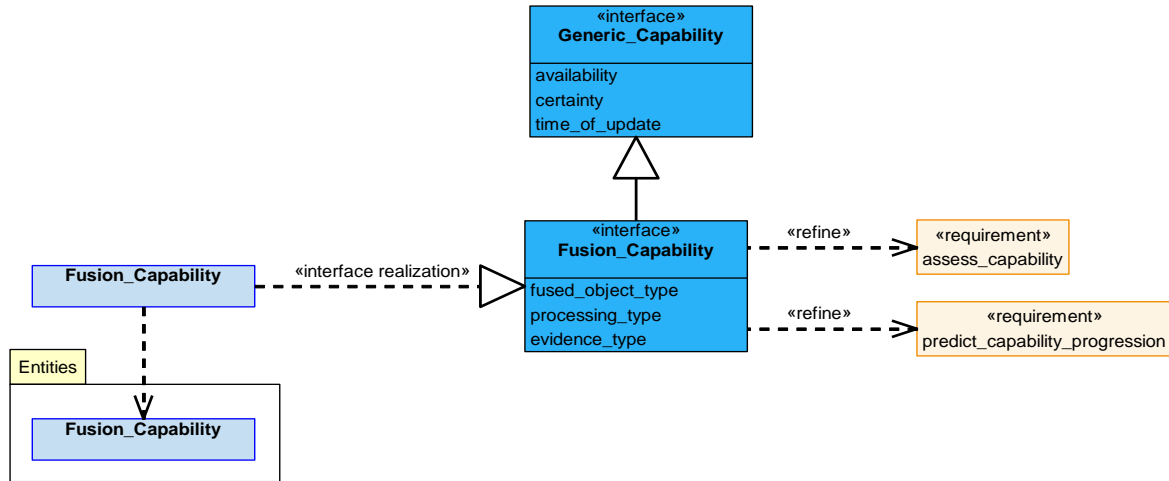 «interface»
Generic_Capability
availability
certainty
time_of_update
«interface»
Fusion_Capability
fused_object_type
processing_type
evidence_type
«refine»
«requirement»
assess_capability
«refine»
«requirement»
predict_capability_progression
«interface realization»
Fusion_Capability
Entities
Fusion_Capability